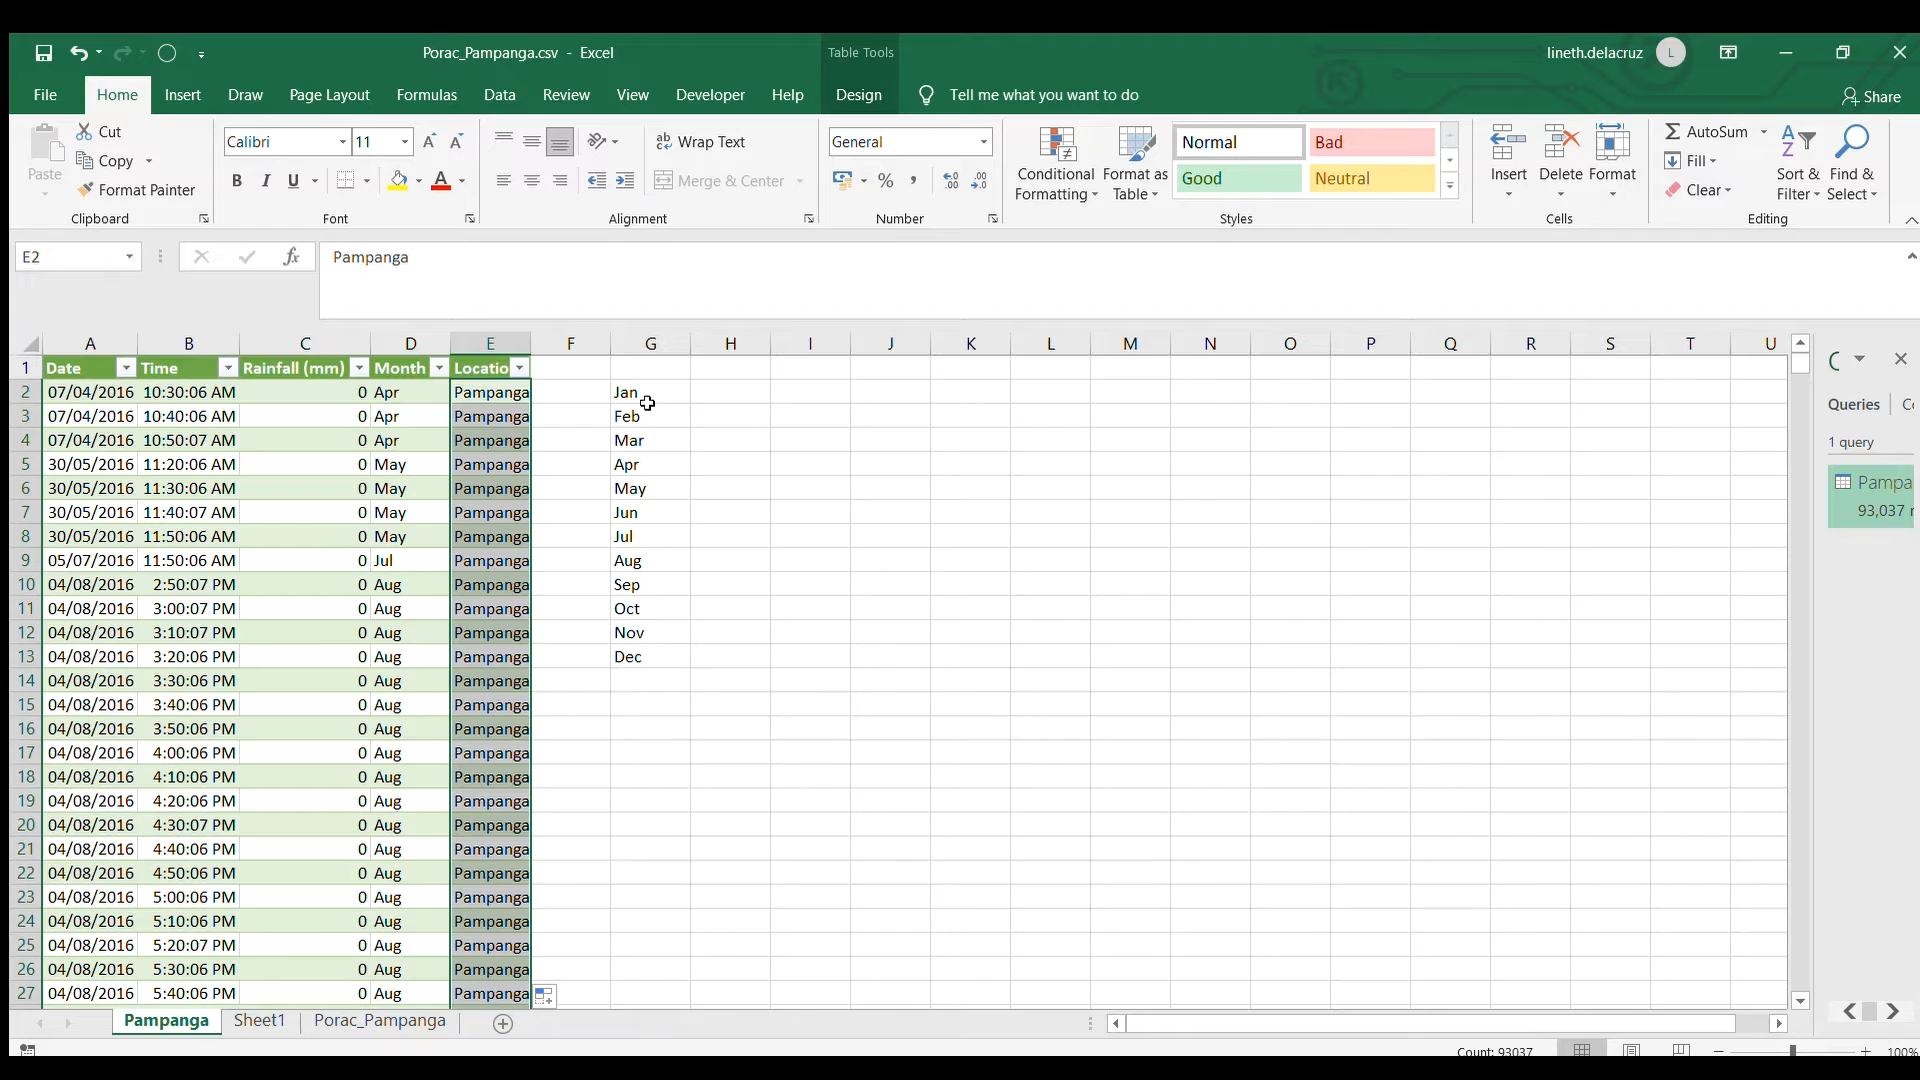 Porac_Pampanga.csv - Excel
Table Tools
lineth.delacruz
L
File Home Insert Draw Page Layout Formulas Data Review View Developer Help Design Tell me what you want to do
Share
Paste
Cut
Copy
Format Painter
Clipboard
Calibri 11
B I U
Font
Wrap Text
Merge & Center
Alignment
General
Number
Conditional Formatting
Format as Table
Normal Bad
Good Neutral
Styles
Insert Delete Format
Cells
AutoSum
Fill
Clear
Sort & Filter
Find & Select
Editing
E2 fx Pampanga
A B C D E F G H I J K L M N O P Q R S T U
1 Date Time Rainfall (mm) Month Locatio
2 07/04/2016 10:30:06 AM 0 Apr Pampanga Jan
3 07/04/2016 10:40:06 AM 0 Apr Pampanga Feb
4 07/04/2016 10:50:07 AM 0 Apr Pampanga Mar
5 30/05/2016 11:20:06 AM 0 May Pampanga Apr
6 30/05/2016 11:30:06 AM 0 May Pampanga May
7 30/05/2016 11:40:07 AM 0 May Pampanga Jun
8 30/05/2016 11:50:06 AM 0 May Pampanga Jul
9 05/07/2016 11:50:06 AM 0 Jul Pampanga Aug
10 04/08/2016 2:50:07 PM 0 Aug Pampanga Sep
11 04/08/2016 3:00:07 PM 0 Aug Pampanga Oct
12 04/08/2016 3:10:07 PM 0 Aug Pampanga Nov
13 04/08/2016 3:20:06 PM 0 Aug Pampanga Dec
14 04/08/2016 3:30:06 PM 0 Aug Pampanga
15 04/08/2016 3:40:06 PM 0 Aug Pampanga
16 04/08/2016 3:50:06 PM 0 Aug Pampanga
17 04/08/2016 4:00:06 PM 0 Aug Pampanga
18 04/08/2016 4:10:06 PM 0 Aug Pampanga
19 04/08/2016 4:20:06 PM 0 Aug Pampanga
20 04/08/2016 4:30:07 PM 0 Aug Pampanga
21 04/08/2016 4:40:06 PM 0 Aug Pampanga
22 04/08/2016 4:50:06 PM 0 Aug Pampanga
23 04/08/2016 5:00:06 PM 0 Aug Pampanga
24 04/08/2016 5:10:06 PM 0 Aug Pampanga
25 04/08/2016 5:20:07 PM 0 Aug Pampanga
26 04/08/2016 5:30:06 PM 0 Aug Pampanga
27 04/08/2016 5:40:06 PM 0 Aug Pampanga
Queries
1 query
Pampa
93,037
Pampanga Sheet1 Porac_Pampanga
Count: 93037
100%